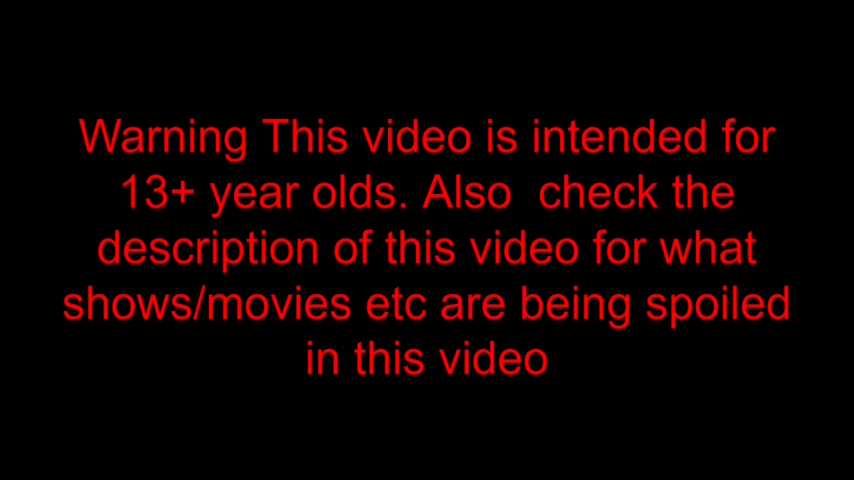 Warning This video is intended for
13+ year olds. Also  check the
description of this video for what
shows/movies etc are being spoiled
in this video